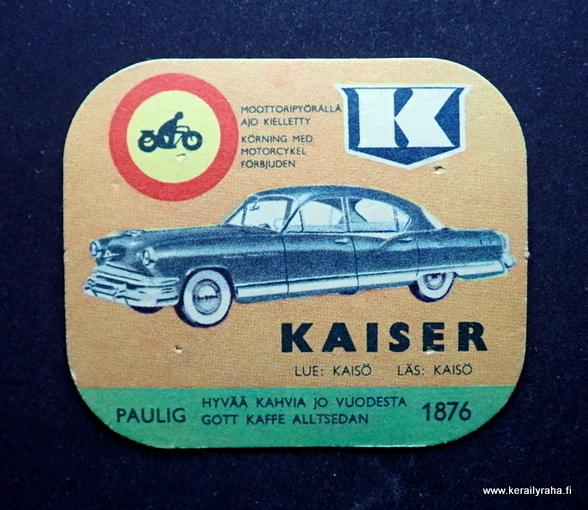 MOOTTORIPYÖRÄLLÄ
AJO KIELLETTY
KÖRNING MED
MOTORCYKEL
FÖRBJUDEN
K
KAISER
LUE: KAISÖ LÄS: KAISÖ
PAULIG
HYVÄÄ KAHVIA JO VUODESTA
GOTT KAFFE ALLTSEDAN
1876
www.kerailyraha.fi